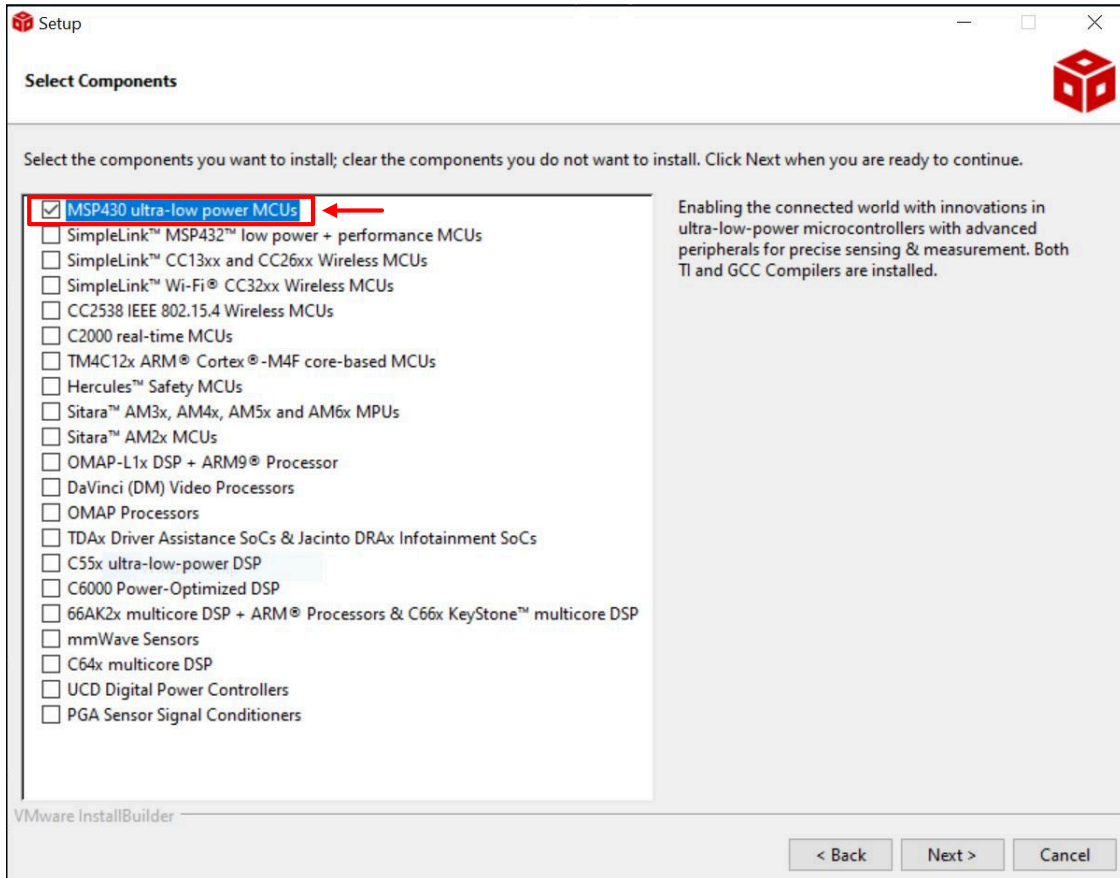 Setup
Select Components
Select the components you want to install; clear the components you do not want to install. Click Next when you are ready to continue.
MSP430 ultra-low power MCUs
SimpleLink™ MSP432™ low power + performance MCUs
SimpleLink™ CC13xx and CC26xx Wireless MCUs
SimpleLink™ Wi-Fi® CC32xx Wireless MCUs
CC2538 IEEE 802.15.4 Wireless MCUs
C2000 real-time MCUs
TM4C12x ARM® Cortex®-M4F core-based MCUs
Hercules™ Safety MCUs
Sitara™ AM3x, AM4x, AM5x and AM6x MPUs
Sitara™ AM2x MCUs
OMAP-L1x DSP + ARM9® Processor
DaVinci (DM) Video Processors
OMAP Processors
TDAx Driver Assistance SoCs & Jacinto DRAx Infotainment SoCs
C55x ultra-low-power DSP
C6000 Power-Optimized DSP
66AK2x multicore DSP + ARM® Processors & C66x KeyStone™ multicore DSP
mmWave Sensors
C64x multicore DSP
UCD Digital Power Controllers
PGA Sensor Signal Conditioners
Enabling the connected world with innovations in
ultra-low-power microcontrollers with advanced
peripherals for precise sensing & measurement. Both
TI and GCC Compilers are installed.
VMware InstallBuilder
< Back
Next >
Cancel